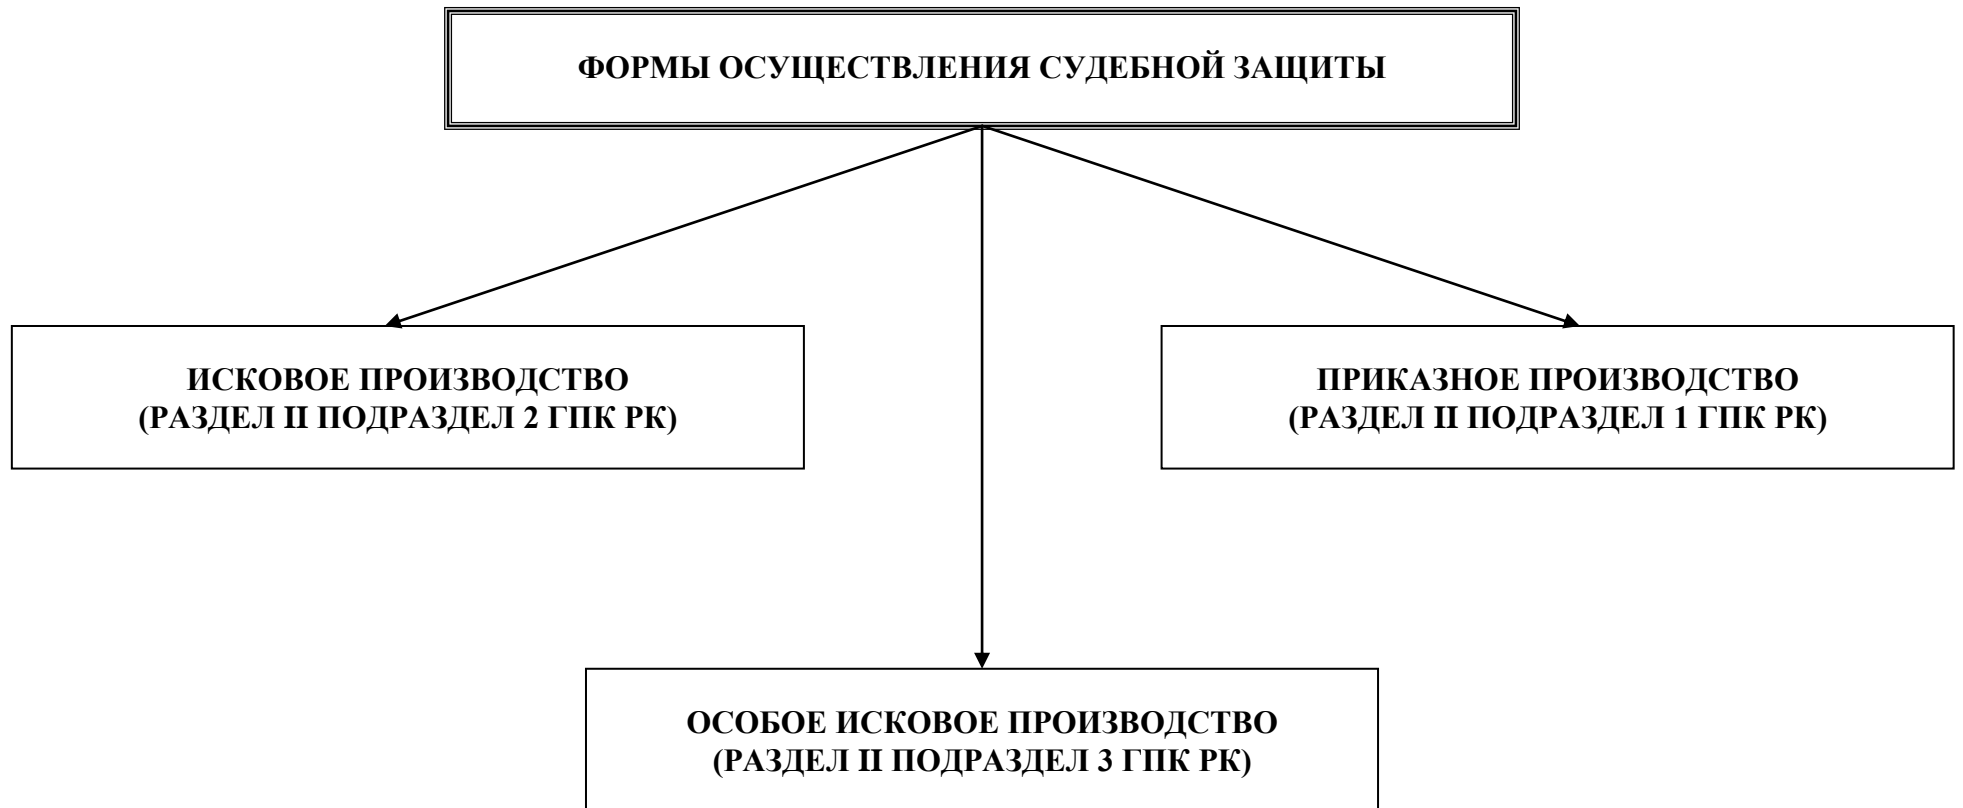 ФОРМЫ ОСУЩЕСТВЛЕНИЯ СУДЕБНОЙ ЗАЩИТЫ
ИСКОВОЕ ПРОИЗВОДСТВО
(РАЗДЕЛ II ПОДРАЗДЕЛ 2 ГПК РК)
ПРИКАЗНОЕ ПРОИЗВОДСТВО
(РАЗДЕЛ II ПОДРАЗДЕЛ 1 ГПК РК)
ОСОБОЕ ИСКОВОЕ ПРОИЗВОДСТВО
(РАЗДЕЛ II ПОДРАЗДЕЛ 3 ГПК РК)